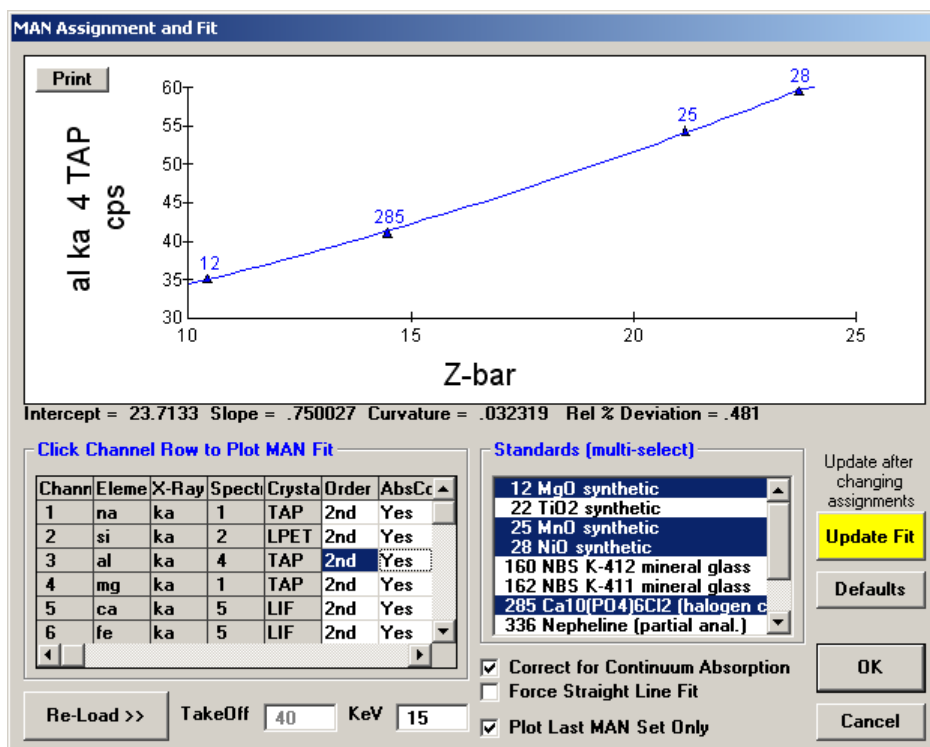 MAN Assignment and Fit
Print
al ka 4 TAP
cps
60
55
50
45
40
35
30
10
15
20
25
12
285
25
28
Z-bar
Intercept = 23.7133 Slope = .750027 Curvature = .032319 Rel % Deviation = .481
Click Channel Row to Plot MAN Fit
Chann Eleme X-Ray Spectr Crysta Order AbsCo
1 na ka 1 TAP 2nd Yes
2 si ka 2 LPET 2nd Yes
3 al ka 4 TAP 2nd Yes
4 mg ka 1 TAP 2nd Yes
5 ca ka 5 LIF 2nd Yes
6 fe ka 5 LIF 2nd Yes
Standards (multi-select)
12 MgO synthetic
22 TiO2 synthetic
25 MnO synthetic
28 NiO synthetic
160 NBS K-412 mineral glass
162 NBS K-411 mineral glass
285 Ca10(PO4)6Cl2 (halogen c
336 Nepheline (partial anal.)
Update after
changing
assignments
Update Fit
Defaults
OK
Cancel
Correct for Continuum Absorption
Force Straight Line Fit
Plot Last MAN Set Only
Re-Load >> TakeOff 40 KeV 15